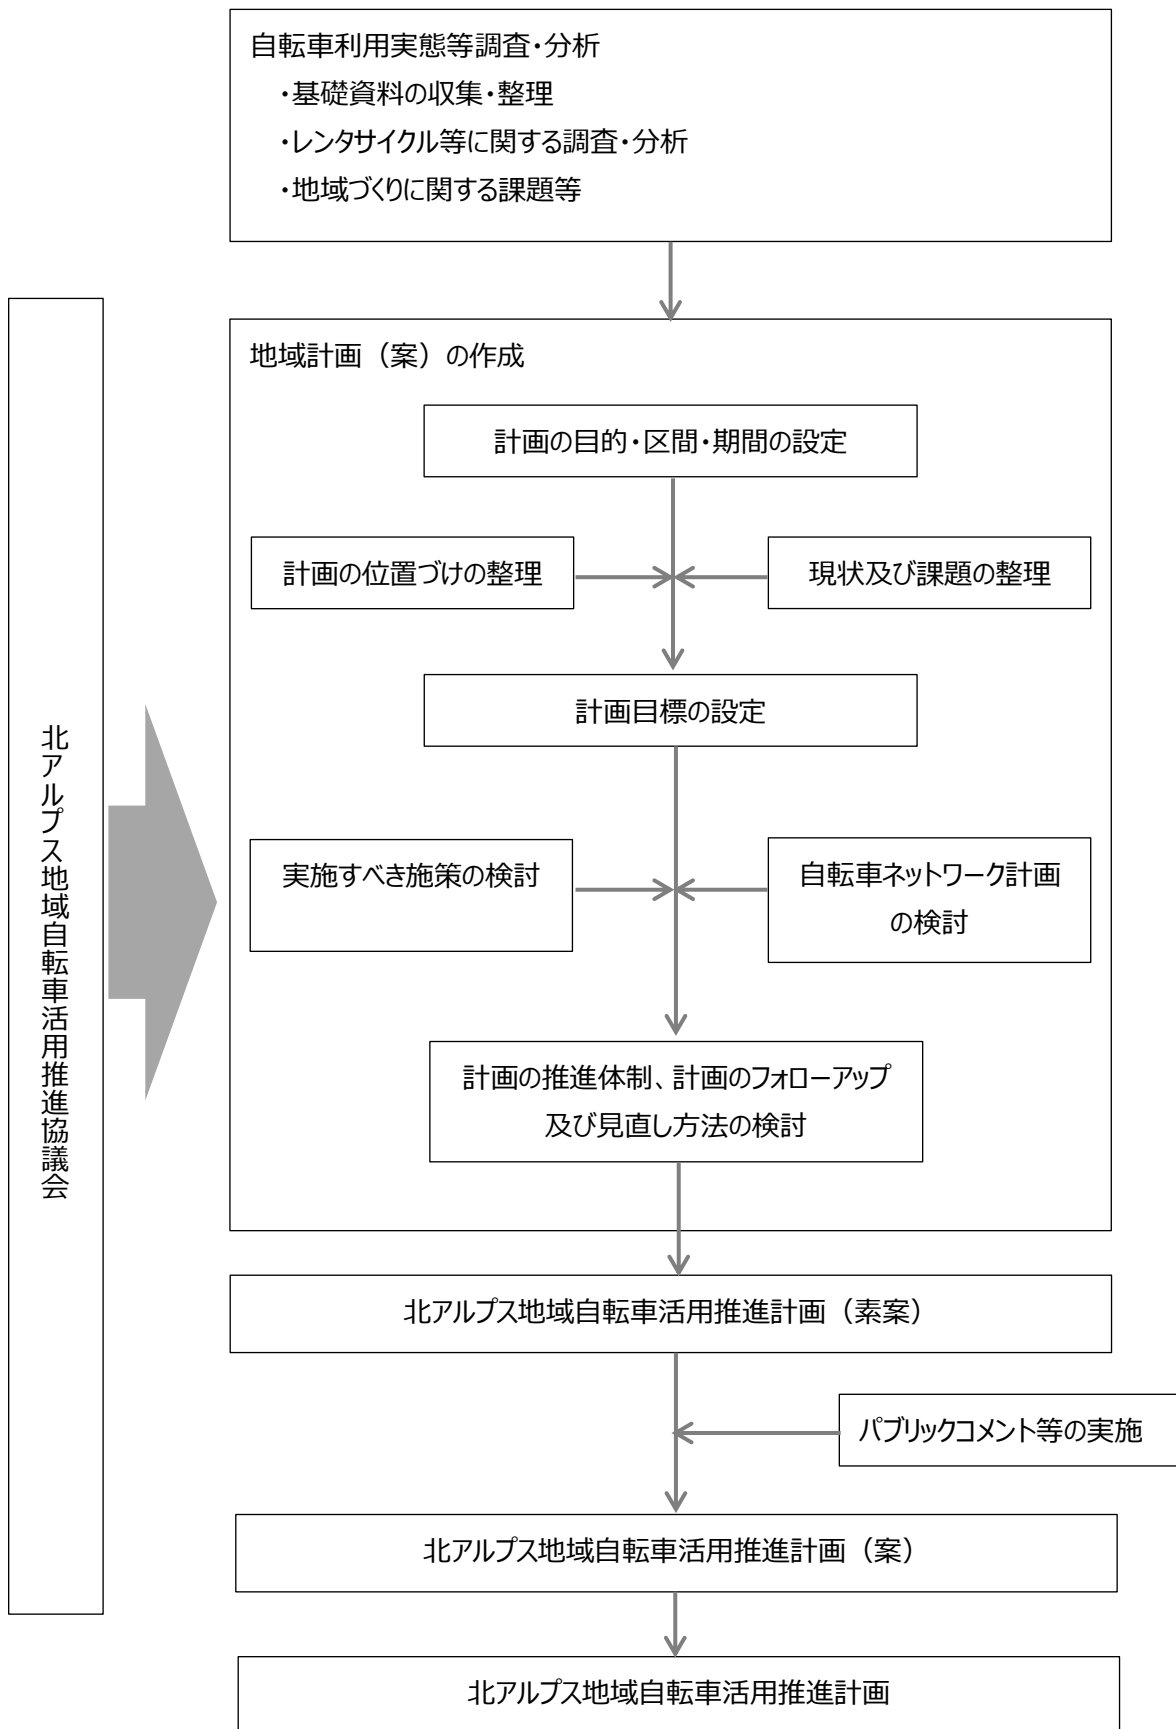 自転車利用実態等調査・分析
・基礎資料の収集・整理
・レンタサイクル等に関する調査・分析
・地域づくりに関する課題等
北アルプス地域自転車活用推進協議会
地域計画（案）の作成
計画の目的・区間・期間の設定
計画の位置づけの整理
現状及び課題の整理
計画目標の設定
実施すべき施策の検討
自転車ネットワーク計画
の検討
計画の推進体制、計画のフォローアップ
及び見直し方法の検討
北アルプス地域自転車活用推進計画（素案）
パブリックコメント等の実施
北アルプス地域自転車活用推進計画（案）
北アルプス地域自転車活用推進計画